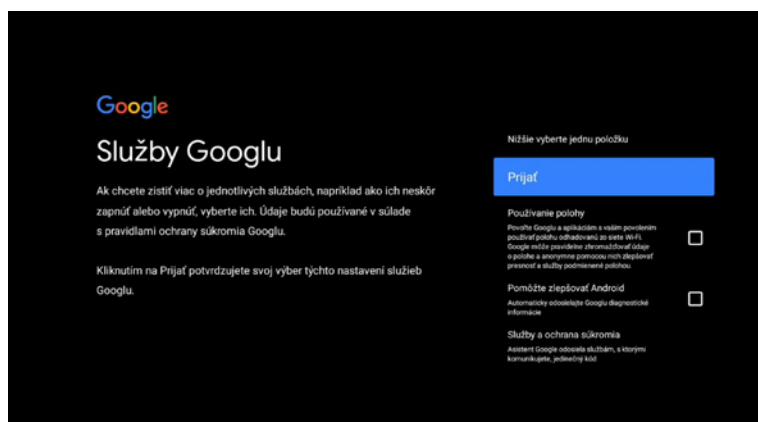 Google
Služby Googlu
Ak chcete zistiť viac o jednotlivých službách, napríklad ako ich neskôr
zapnúť alebo vypnúť, vyberte ich. Údaje budú používané v súlade
s pravidlami ochrany súkromia Googlu.
Kliknutím na Prijať potvrdzujete svoj výber týchto nastavení služieb
Googlu.
Nižšie vyberte jednu položku
Prijať
Používanie polohy
Povoľte Googlu a aplikáciám s vaším povolením
používať polohu odhadovanú zo siete Wi-Fi.
Google môže pravidelne zhromažďovať údaje
o polohe a anonymne pomocou nich zlepšovať
presnosť a služby podmienené polohou.
Pomôžte zlepšovať Android
Automaticky odosielajte Googlu diagnostické
informácie
Služby a ochrana súkromia
Asistent Google odosiela službám, s ktorými
komunikujete, jedinečný kód